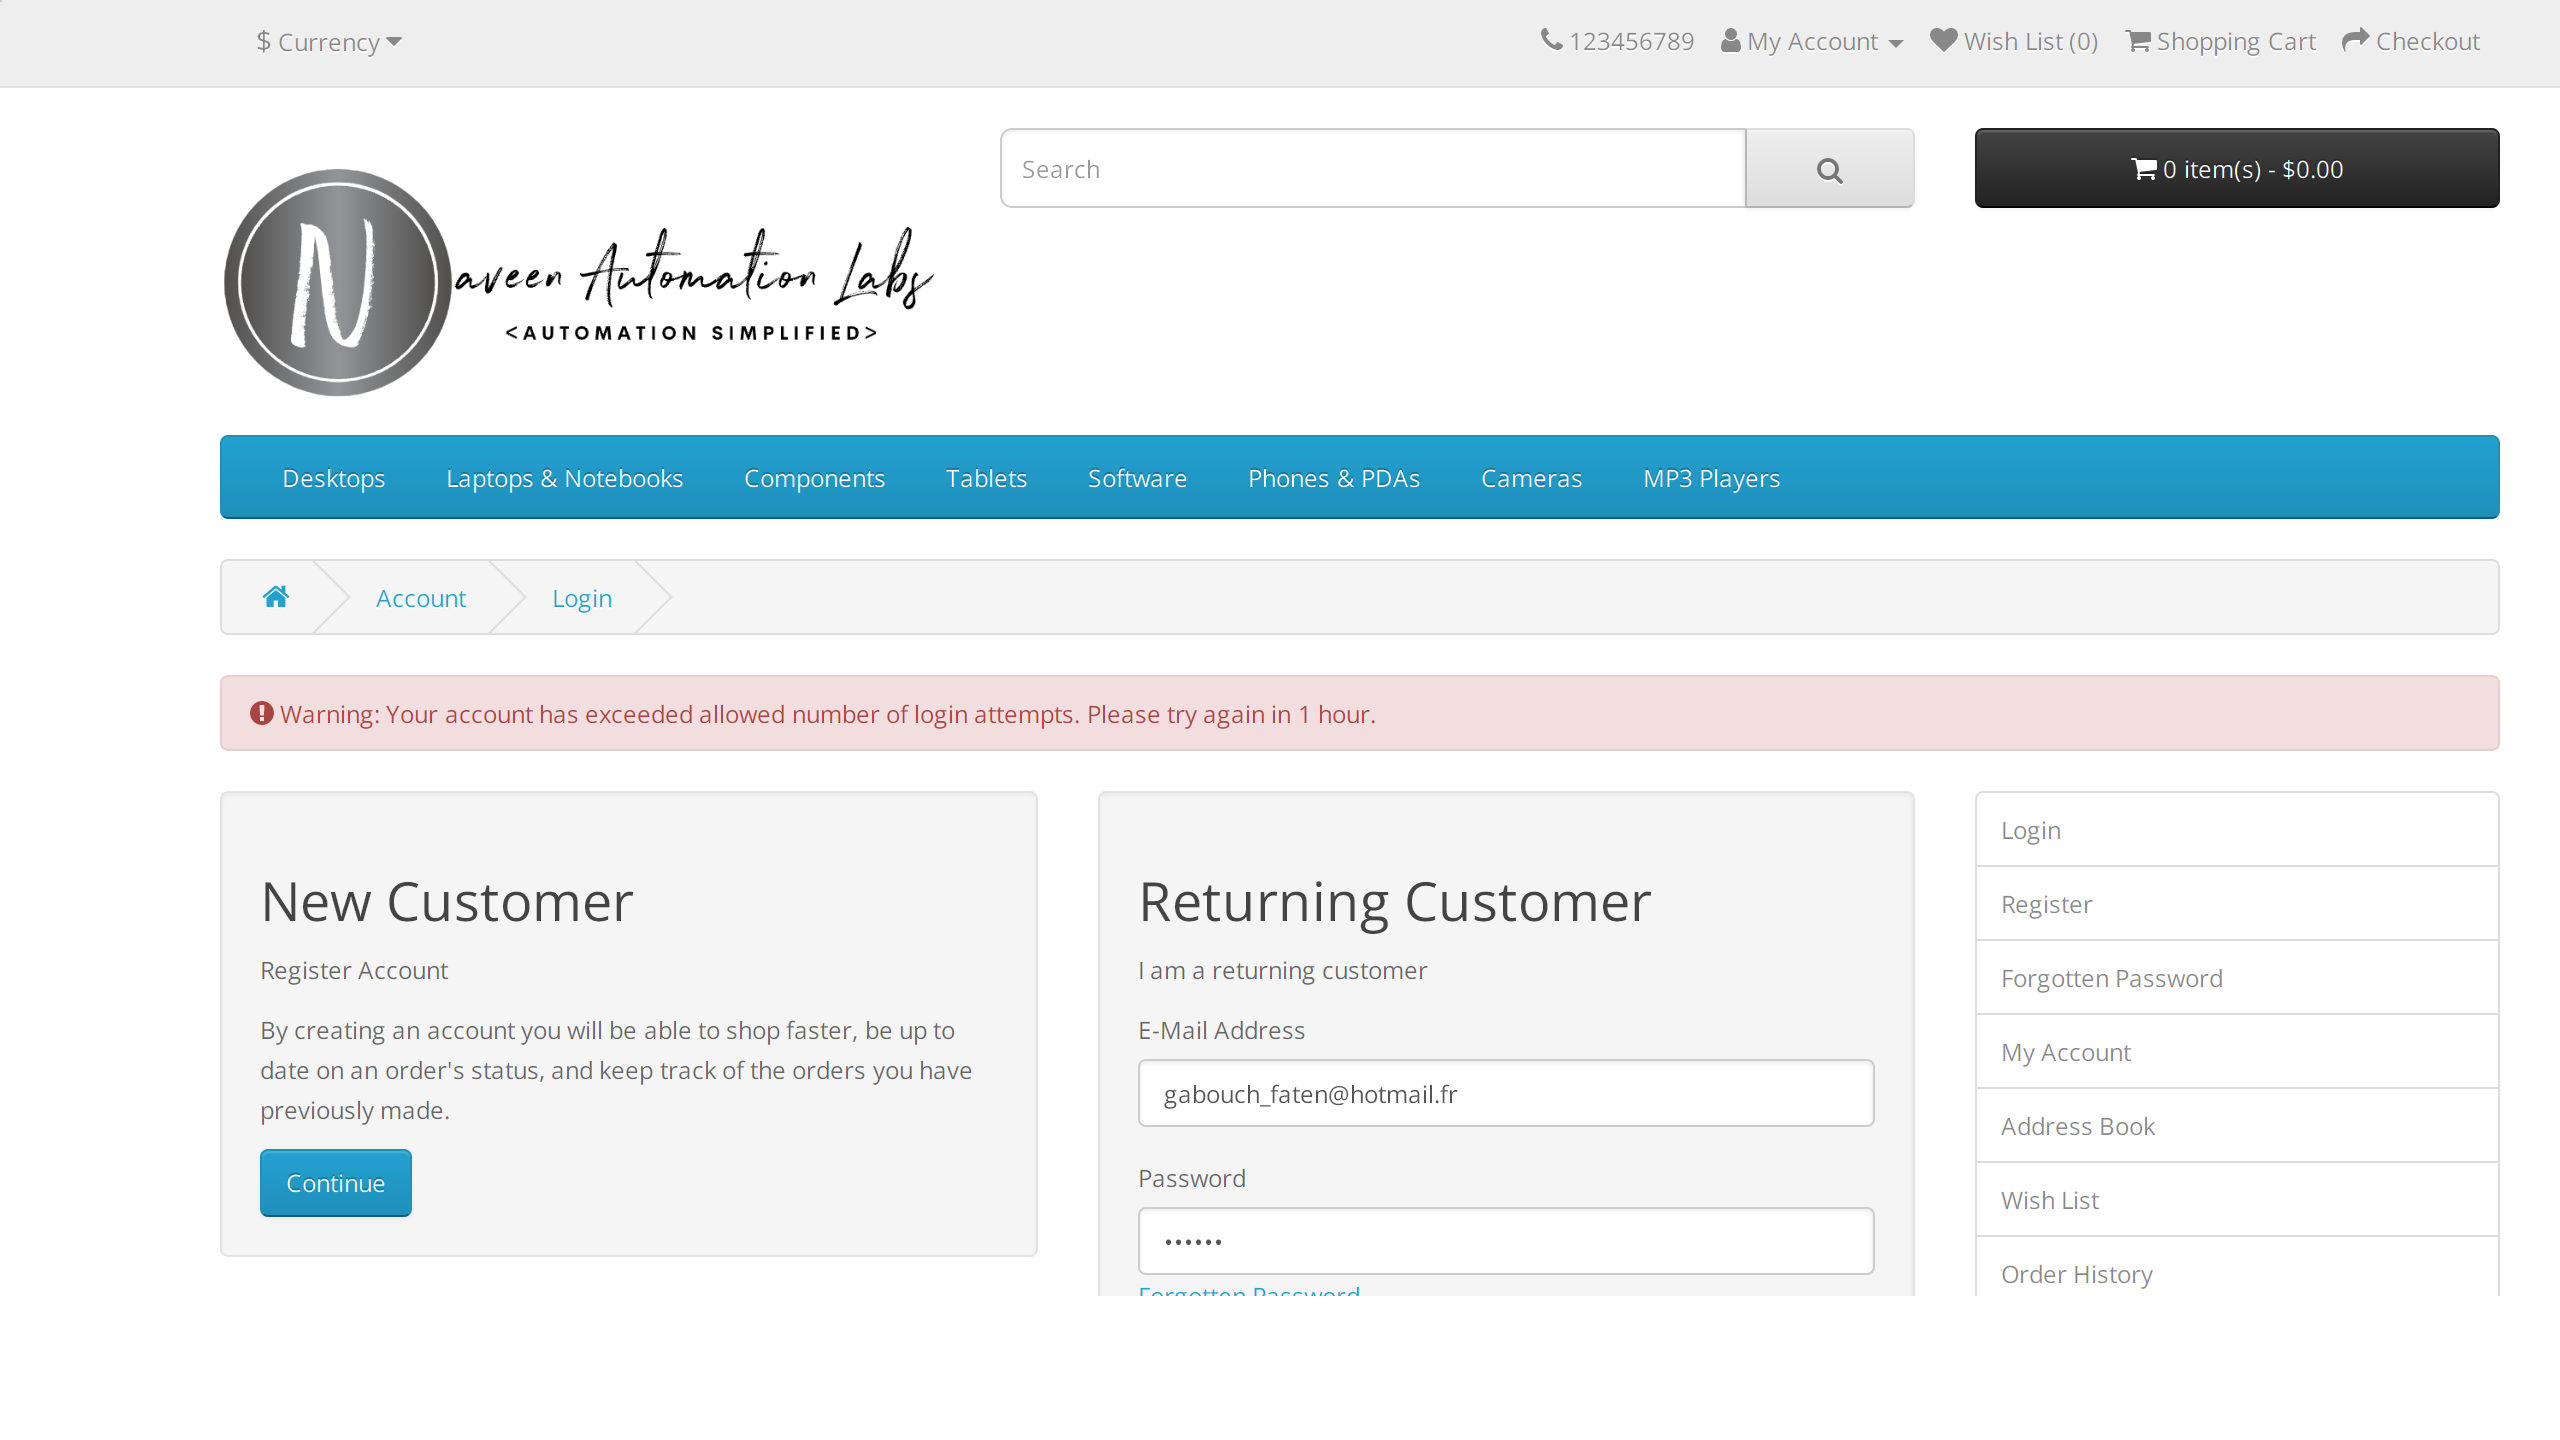 $ Currency
123456789 My Account Wish List (0) Shopping Cart Checkout
Search
0 item(s) - $0.00
Naveen Automation Labs
<AUTOMATION SIMPLIFIED>
Desktops Laptops & Notebooks Components Tablets Software Phones & PDAs Cameras MP3 Players
Account Login
Warning: Your account has exceeded allowed number of login attempts. Please try again in 1 hour.
New Customer
Register Account
By creating an account you will be able to shop faster, be up to
date on an order's status, and keep track of the orders you have
previously made.
Continue
Returning Customer
I am a returning customer
E-Mail Address
gabouch_faten@hotmail.fr
Password
••••••
Forgotten Password
Login
Register
Forgotten Password
My Account
Address Book
Wish List
Order History